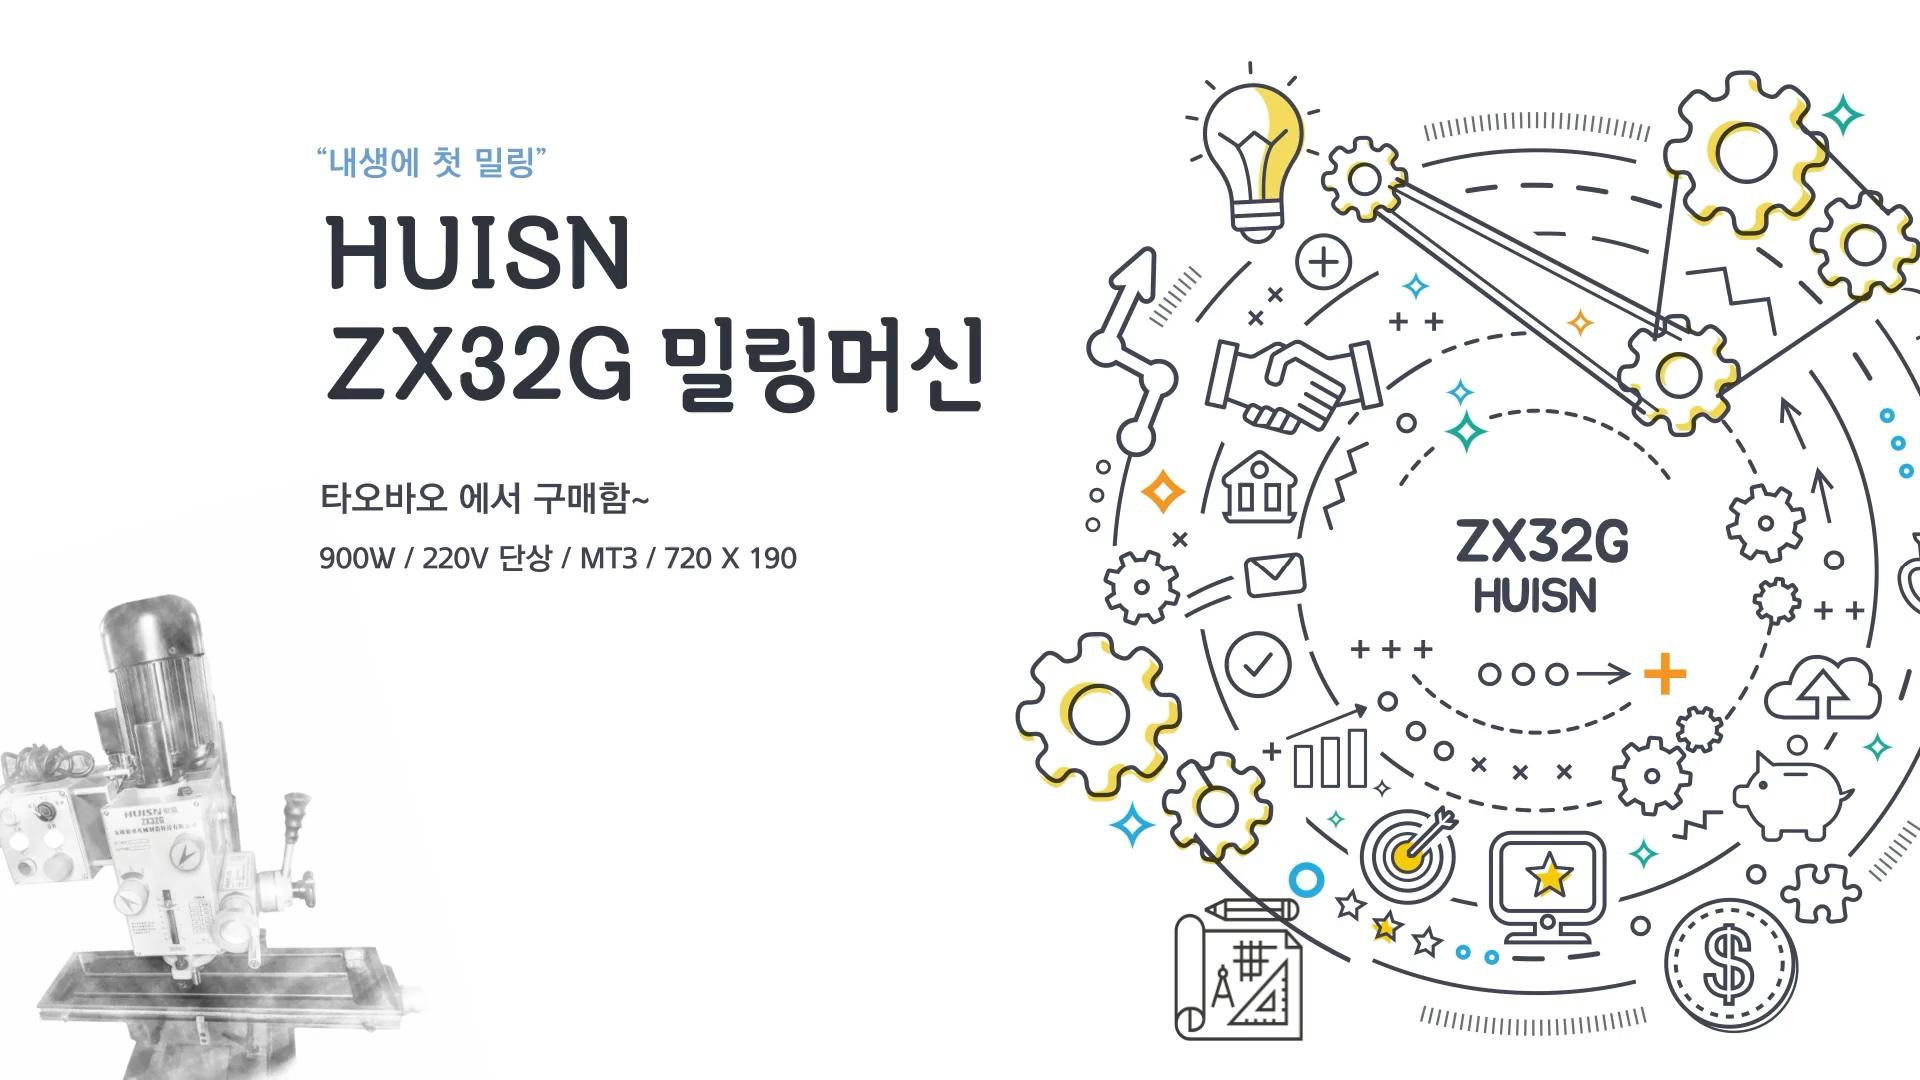 “내생에 첫 밀링”
HUISN
ZX32G 밀링머신
타오바오 에서 구매함~
900W / 220V 단상 / MT3 / 720 X 190
ZX32G
HUISN
HUISN
ZX32G